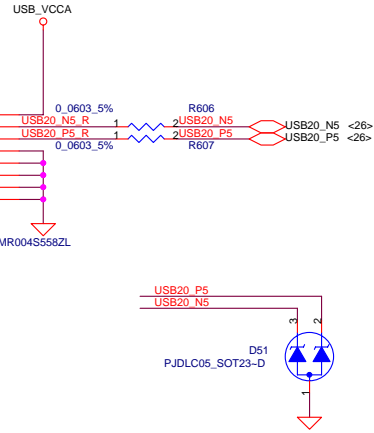 USB_VCCA
0_0603_5% R606
USB20_N5_R 1 2 USB20_N5 USB20_N5 <26>
USB20_P5_R 1 2 USB20_P5 USB20_P5 <26>
0_0603_5% R607
MR004S558ZL
USB20_P5
USB20_N5
3 2
D51
PJDLC05_SOT23~D
1